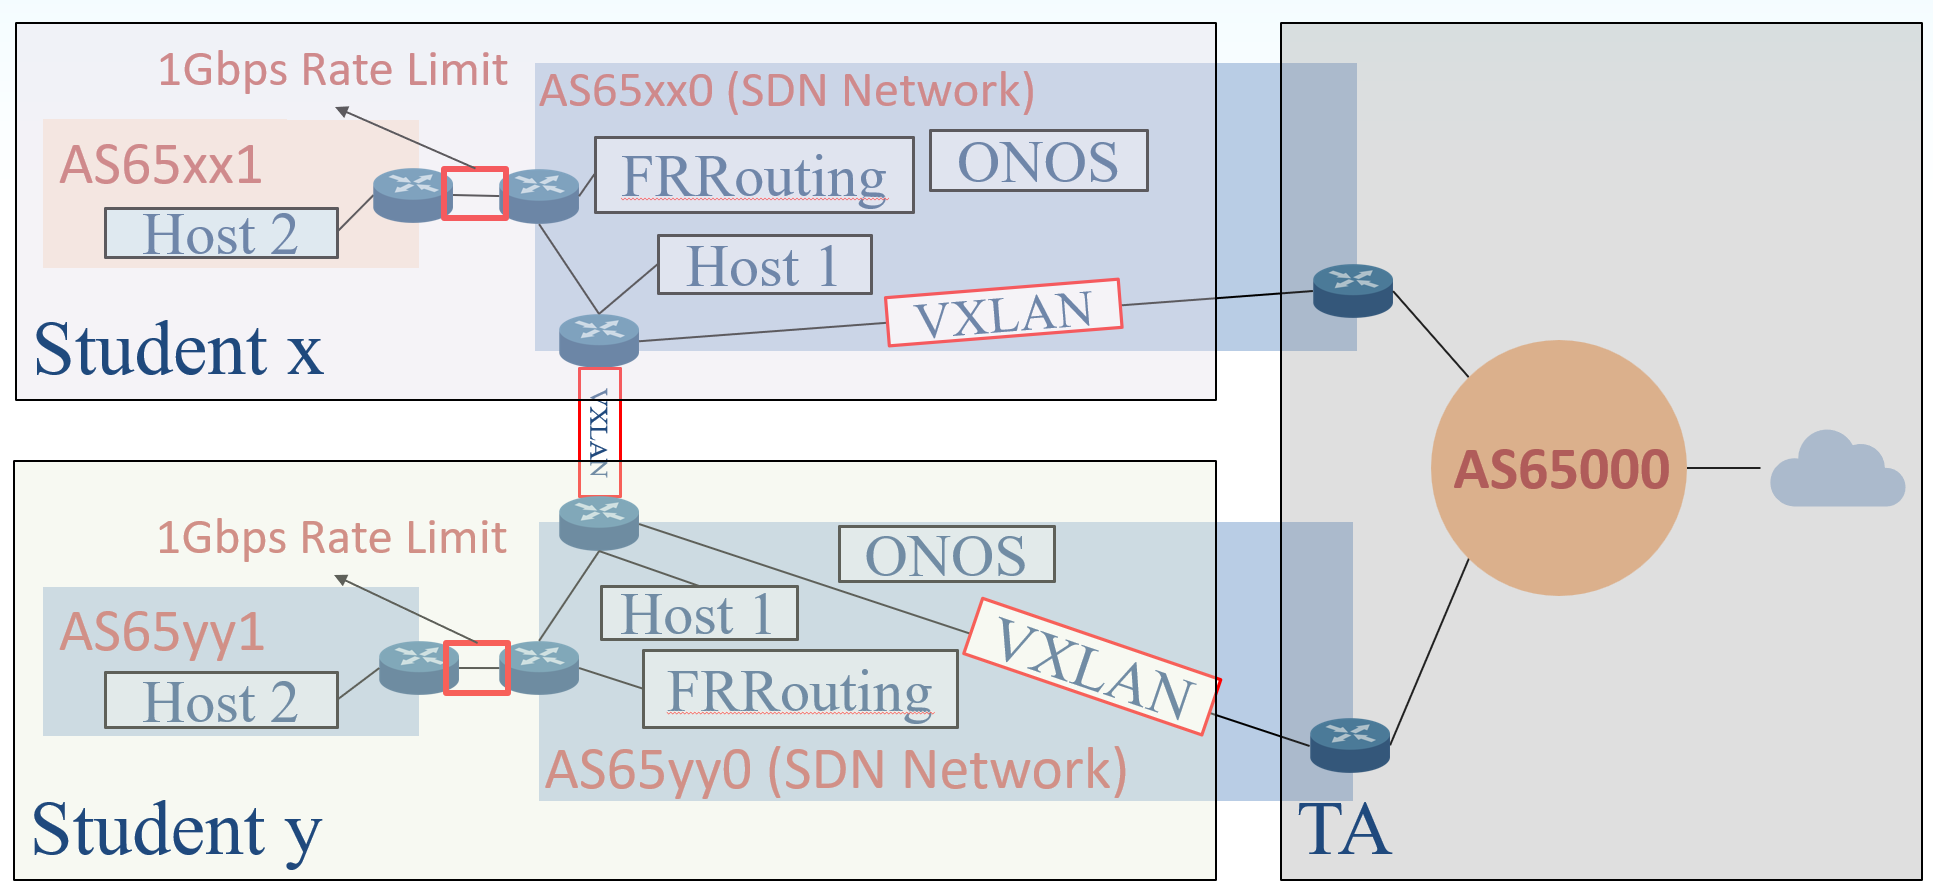 1Gbps Rate Limit
AS65xx0 (SDN Network)
AS65xx1
FRRouting
ONOS
Host 2
Host 1
VXLAN
Student x
VXLAN
AS65000
1Gbps Rate Limit
ONOS
AS65yy1
Host 1
VXLAN
Host 2
FRRouting
AS65yy0 (SDN Network)
Student y
TA